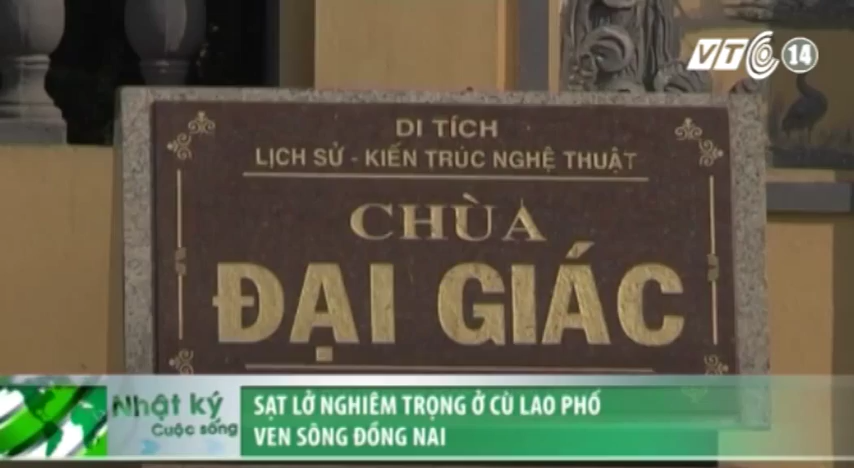 VTC 14
DI TÍCH
LỊCH SỬ - KIẾN TRÚC NGHỆ THUẬT
CHÙA
ĐẠI GIÁC
Nhật ký
Cuộc sống
SẠT LỞ NGHIÊM TRỌNG Ở CÙ LAO PHỐ
VEN SÔNG ĐỒNG NAI